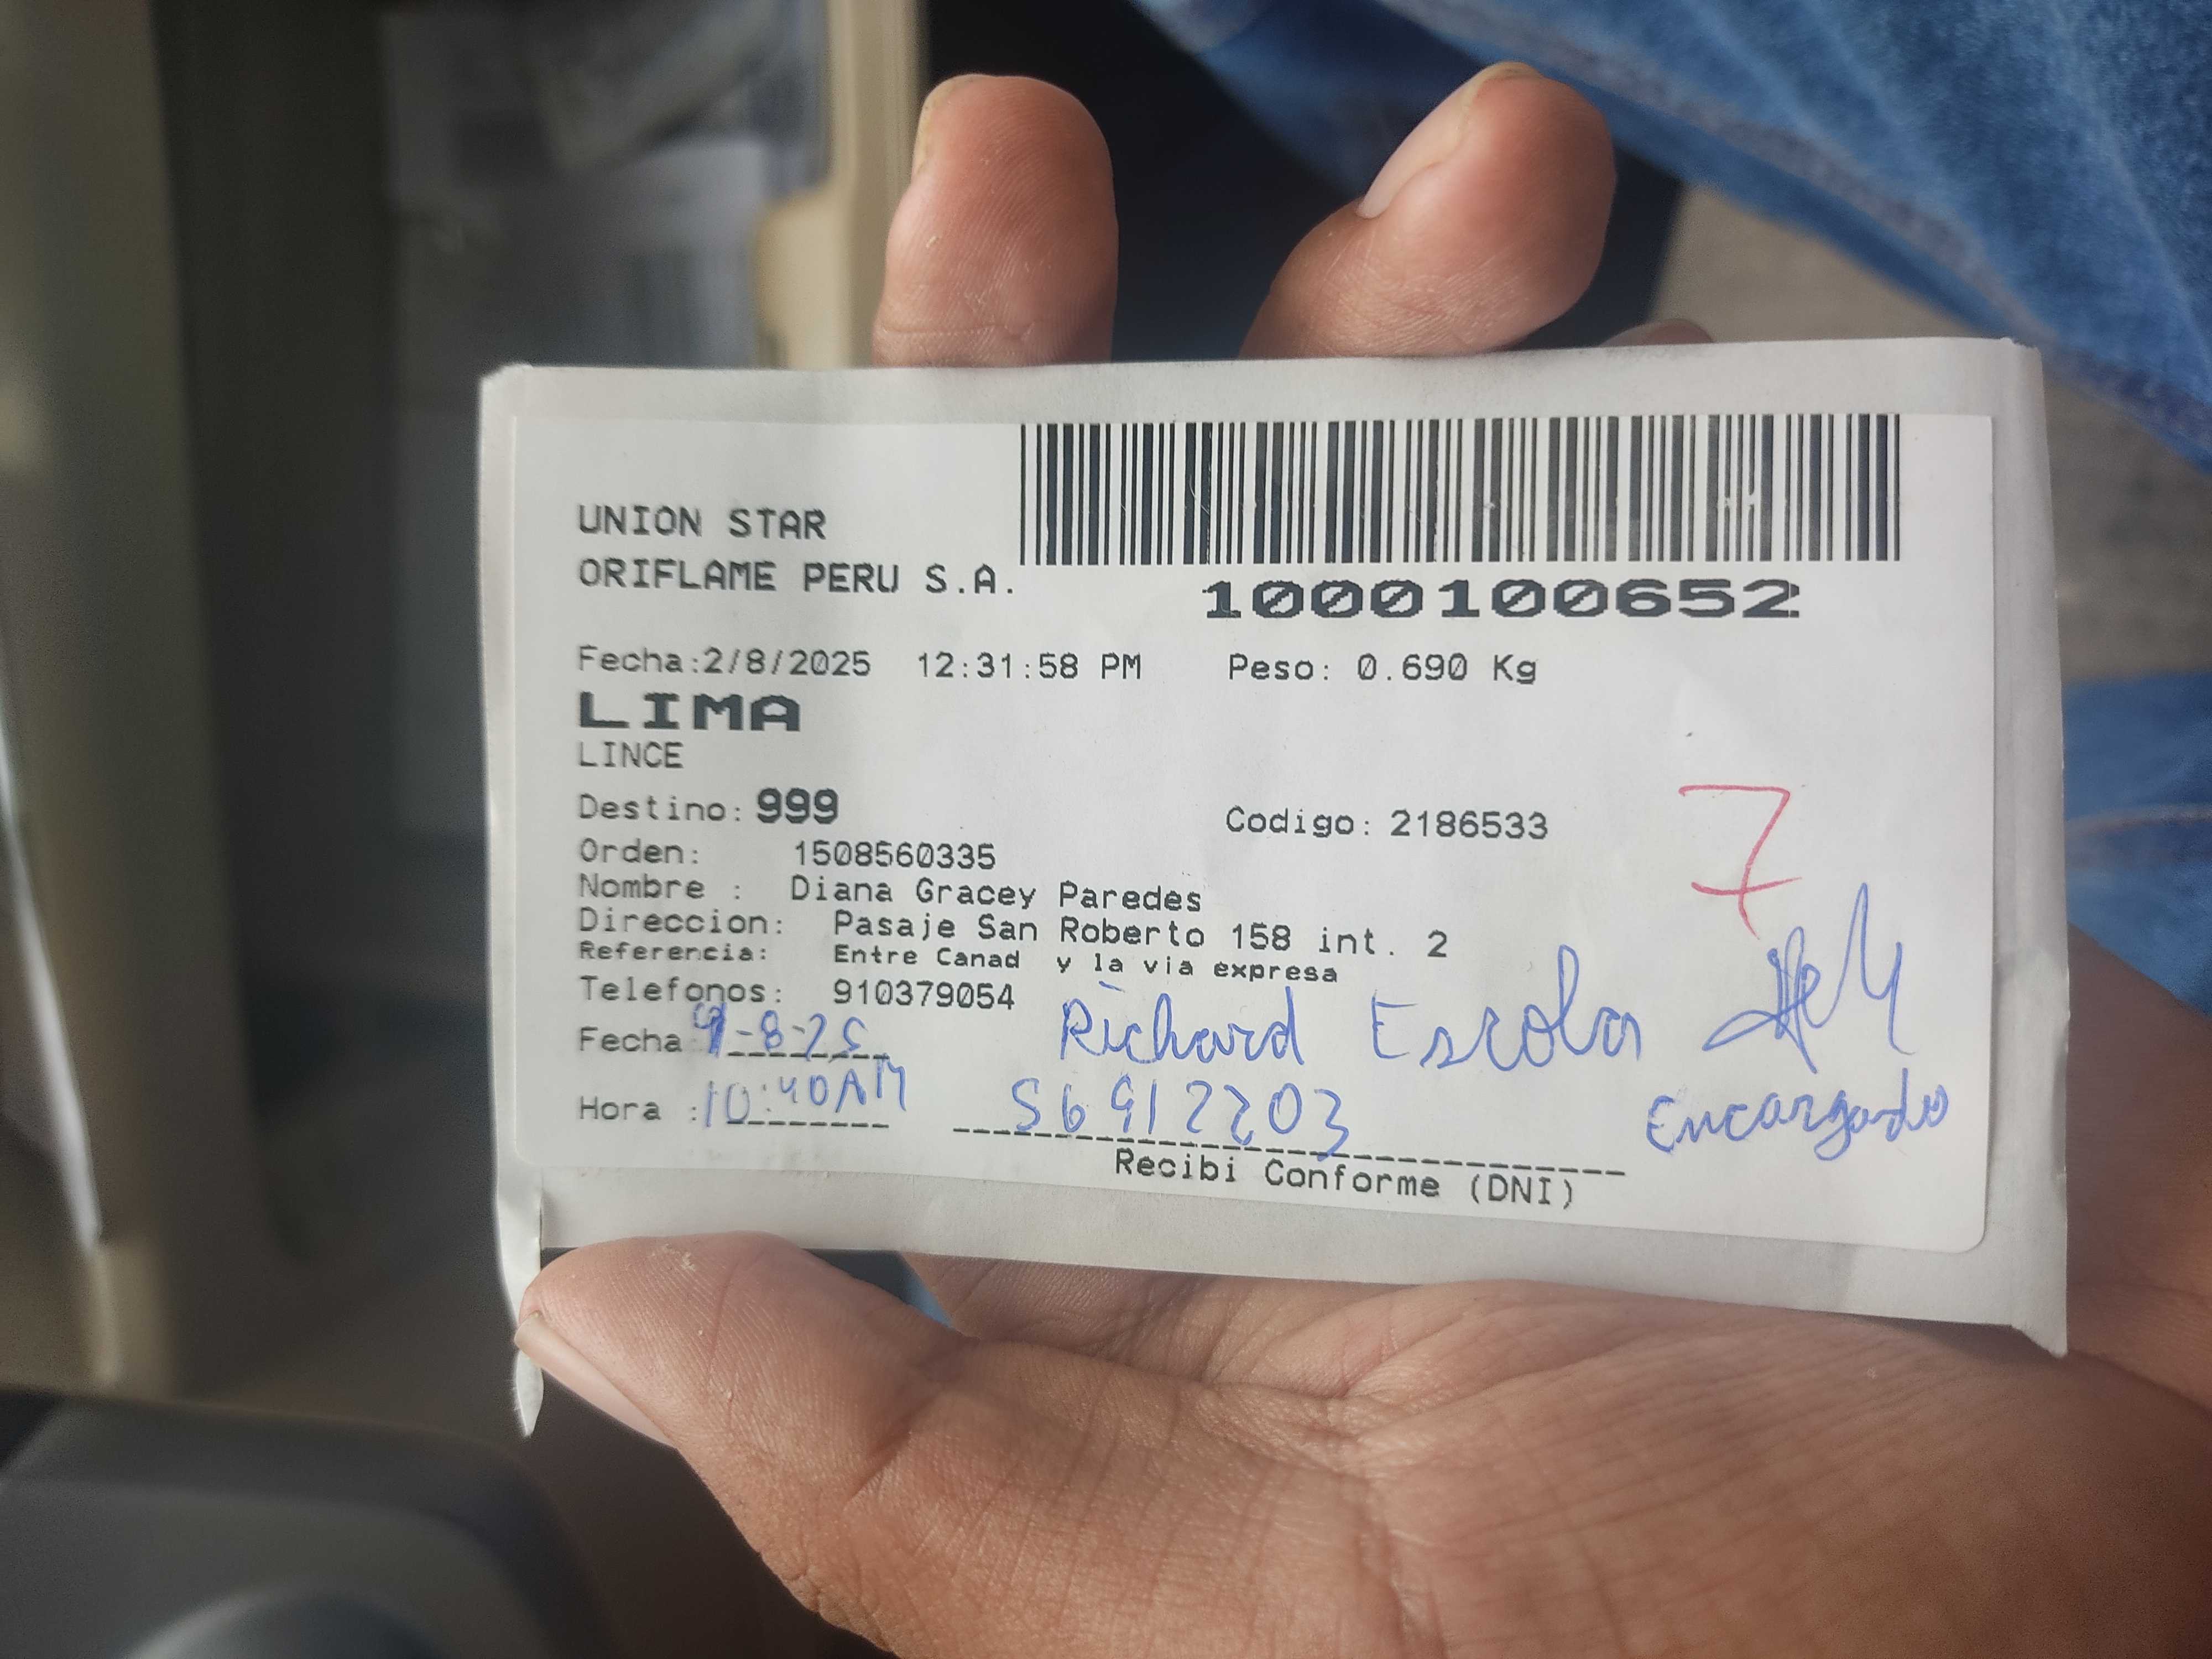 UNION STAR
ORIFLAME PERU S.A.
1000100652
Fecha:2/8/2025 12:31:58 PM Peso: 0.690 Kg
LIMA
LINCE
Destino: 999 Codigo: 2186533
7
Orden: 1508560335
Nombre : Diana Gracey Paredes
Direccion: Pasaje San Roberto 158 int. 2
Referencia: Entre Canad y la via expresa
Telefonos: 910379054
Richard Escola
Fecha -8-25
Encargado
Hora :10:40AM S6912203
Recibi Conforme (DNI)